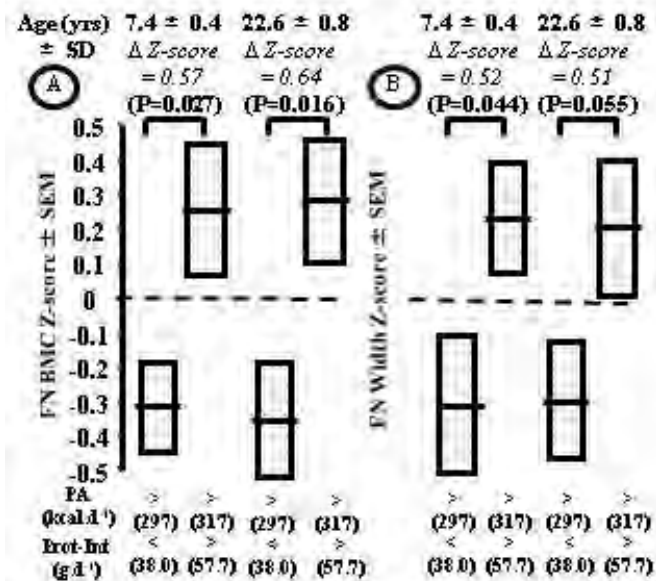 Age (yrs) 7.4 ± 0.4 22.6 ± 0.8 7.4 ± 0.4 22.6 ± 0.8
± SD Δ Z-score Δ Z-score Δ Z-score Δ Z-score
= 0.57 = 0.64 = 0.52 = 0.51
A (P=0.027) (P=0.016) B (P=0.044) (P=0.055)
FN BMC Z-score ± SEM
0.5
0.4
0.3
0.2
0.1
0
-0.1
-0.2
-0.3
-0.4
-0.5
FN Width Z-score ± SEM
PA > > > > > > > >
(kcal.d⁻¹) (297) (317) (297) (317) (297) (317) (297) (317)
Prot-Int < > < > < > < >
(g.d⁻¹) (38.0) (57.7) (38.0) (57.7) (38.0) (57.7) (38.0) (57.7)